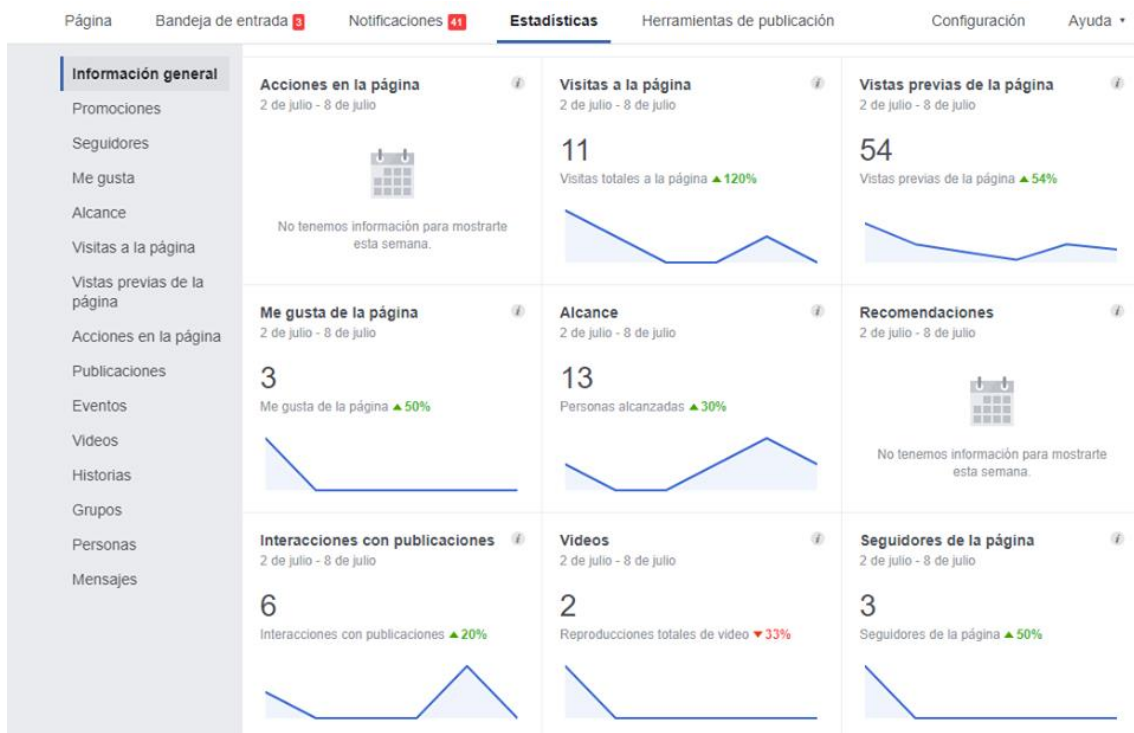 Página Bandeja de entrada 3 Notificaciones 41 Estadísticas Herramientas de publicación Configuración Ayuda
Información general
Promociones
Seguidores
Me gusta
Alcance
Visitas a la página
Vistas previas de la
página
Acciones en la página
Publicaciones
Eventos
Videos
Historias
Grupos
Personas
Mensajes
Acciones en la página
2 de julio - 8 de julio
No tenemos información para mostrarte
esta semana.
Visitas a la página
2 de julio - 8 de julio
11
Visitas totales a la página ▲ 120%
Vistas previas de la página
2 de julio - 8 de julio
54
Vistas previas de la página ▲ 54%
Me gusta de la página
2 de julio - 8 de julio
3
Me gusta de la página ▲ 50%
Alcance
2 de julio - 8 de julio
13
Personas alcanzadas ▲ 30%
Recomendaciones
2 de julio - 8 de julio
No tenemos información para mostrarte
esta semana.
Interacciones con publicaciones
2 de julio - 8 de julio
6
Interacciones con publicaciones ▲ 20%
Videos
2 de julio - 8 de julio
2
Reproducciones totales de video ▼ 33%
Seguidores de la página
2 de julio - 8 de julio
3
Seguidores de la página ▲ 50%